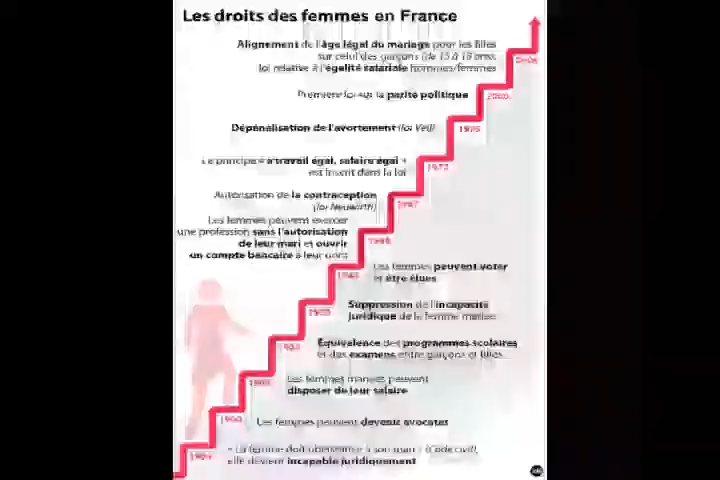 Les droits des femmes en France
Alignement de l'âge légal du mariage pour les filles
sur celui des garçons (de 15 à 18 ans),
loi relative à l'égalité salariale hommes/femmes
2006
Première loi sur la parité politique
2000
Dépénalisation de l'avortement (loi Veil)
1975
Le principe « à travail égal, salaire égal »
est inscrit dans la loi
1972
Autorisation de la contraception
(loi Neuwirth)
1967
Les femmes peuvent exercer
une profession sans l'autorisation
de leur mari et ouvrir
un compte bancaire à leur nom
1965
Les femmes peuvent voter
et être élues
Suppression de l'incapacité
juridique de la femme mariée
Équivalence des programmes scolaires
et des examens entre garçons et filles
Les femmes mariées peuvent
disposer de leur salaire
Les femmes peuvent devenir avocates
1900
« La femme doit obéissance à son mari » (Code civil),
elle devient incapable juridiquement
1804